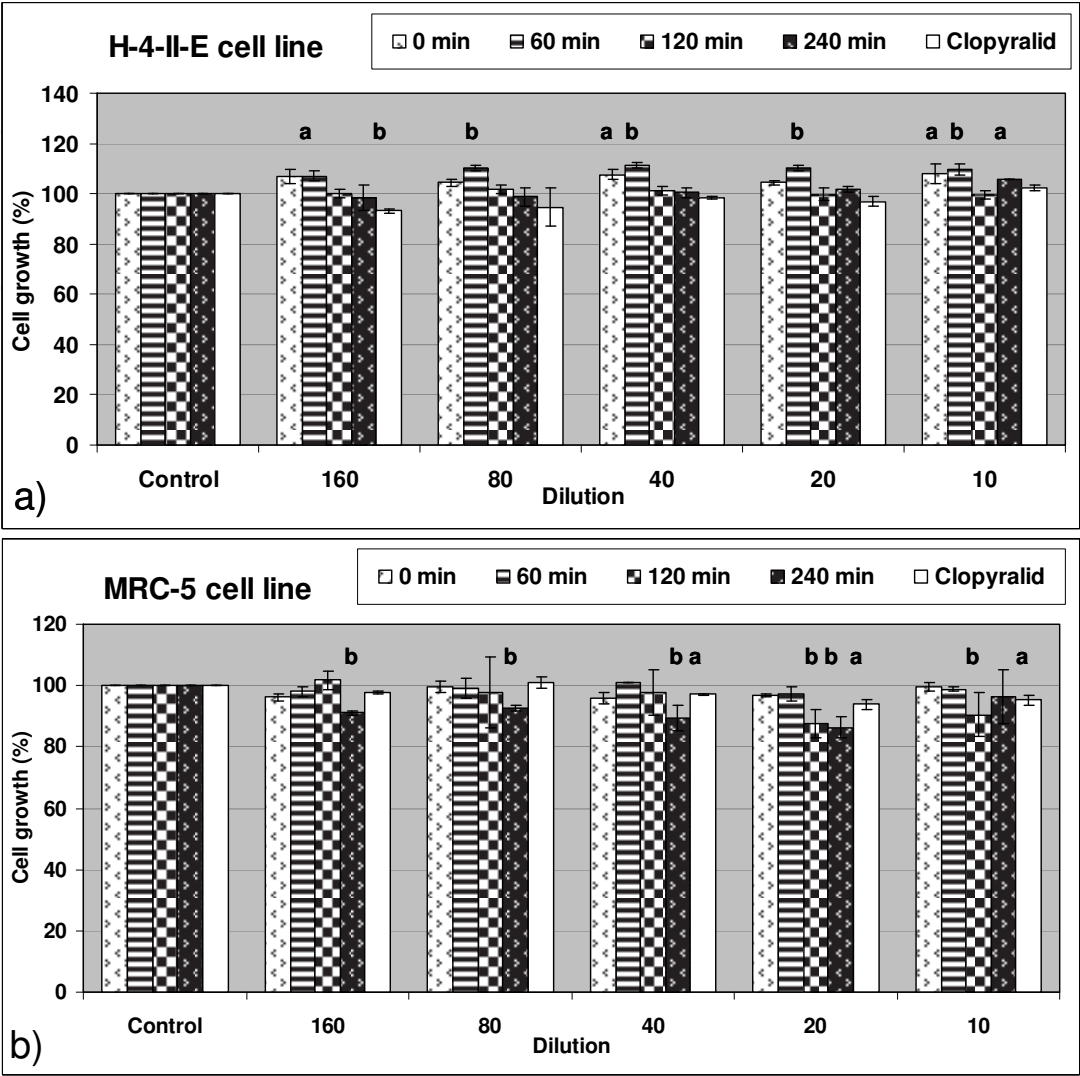 H-4-II-E cell line
0 min 60 min 120 min 240 min Clopyralid
Cell growth (%)
140
120
100
80
60
40
20
0
a b b a b b a b a
Control 160 80 40 20 10
Dilution
a)
MRC-5 cell line
0 min 60 min 120 min 240 min Clopyralid
Cell growth (%)
120
100
80
60
40
20
0
b b b a b b a b a
Control 160 80 40 20 10
Dilution
b)